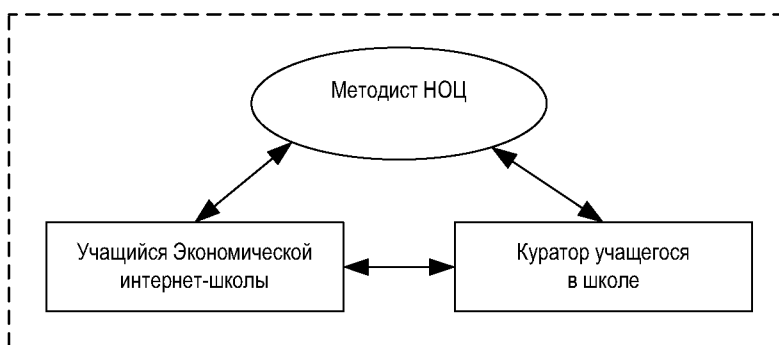 Методист НОЦ
Учащийся Экономической
интернет-школы
Куратор учащегося
в школе